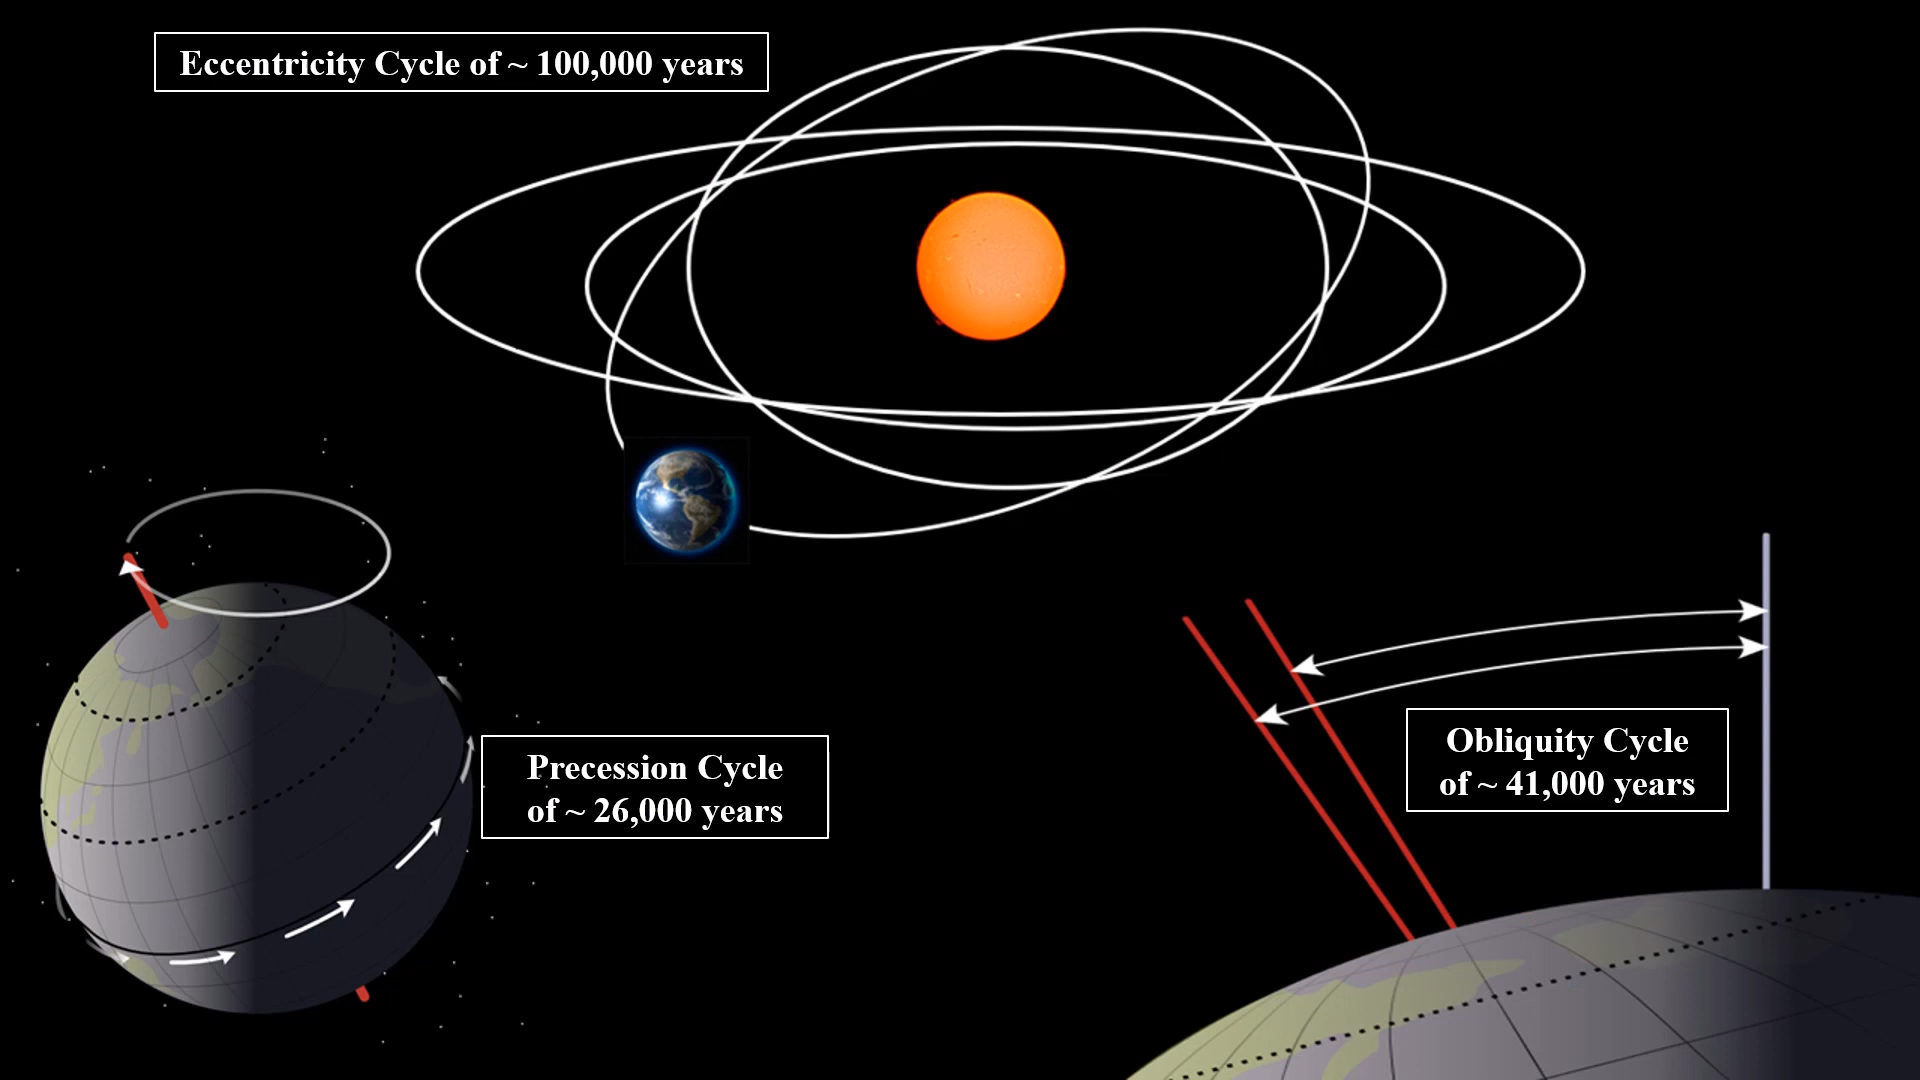 Eccentricity Cycle of ~ 100,000 years
Precession Cycle
of ~ 26,000 years
Obliquity Cycle
of ~ 41,000 years